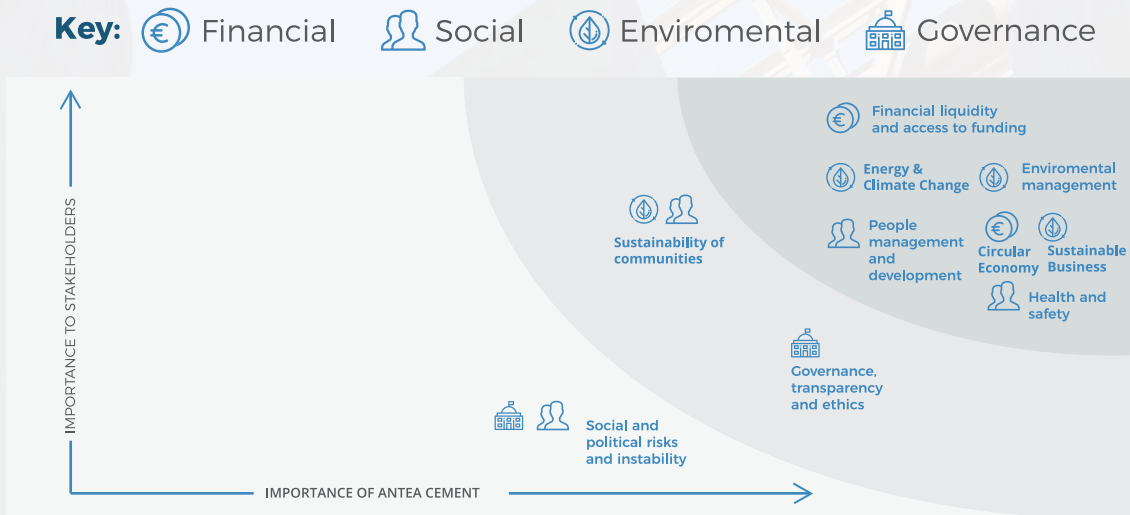 Key: Financial Social Enviromental Governance
Financial liquidity
and access to funding
Energy &
Climate Change
Enviromental
management
People
management
and
development
Circular
Economy
Sustainable
Business
Health and
safety
Sustainability of
communities
Governance,
transparency
and ethics
Social and
political risks
and instability
IMPORTANCE TO STAKEHOLDERS
IMPORTANCE OF ANTEA CEMENT